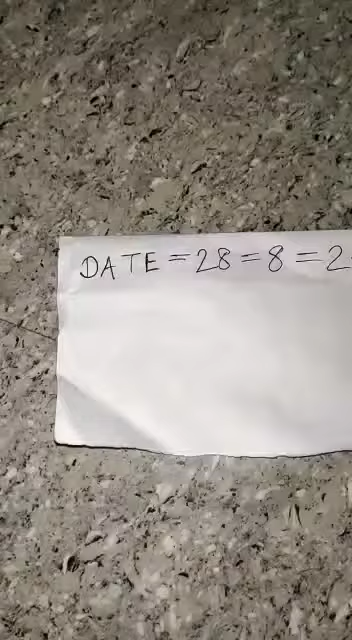 DATE = 28 = 8 = 2